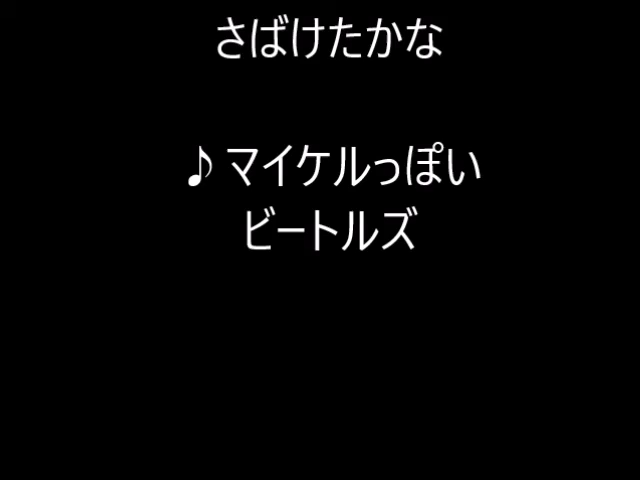 さばけたかな
♪マイケルっぽい
ビートルズ